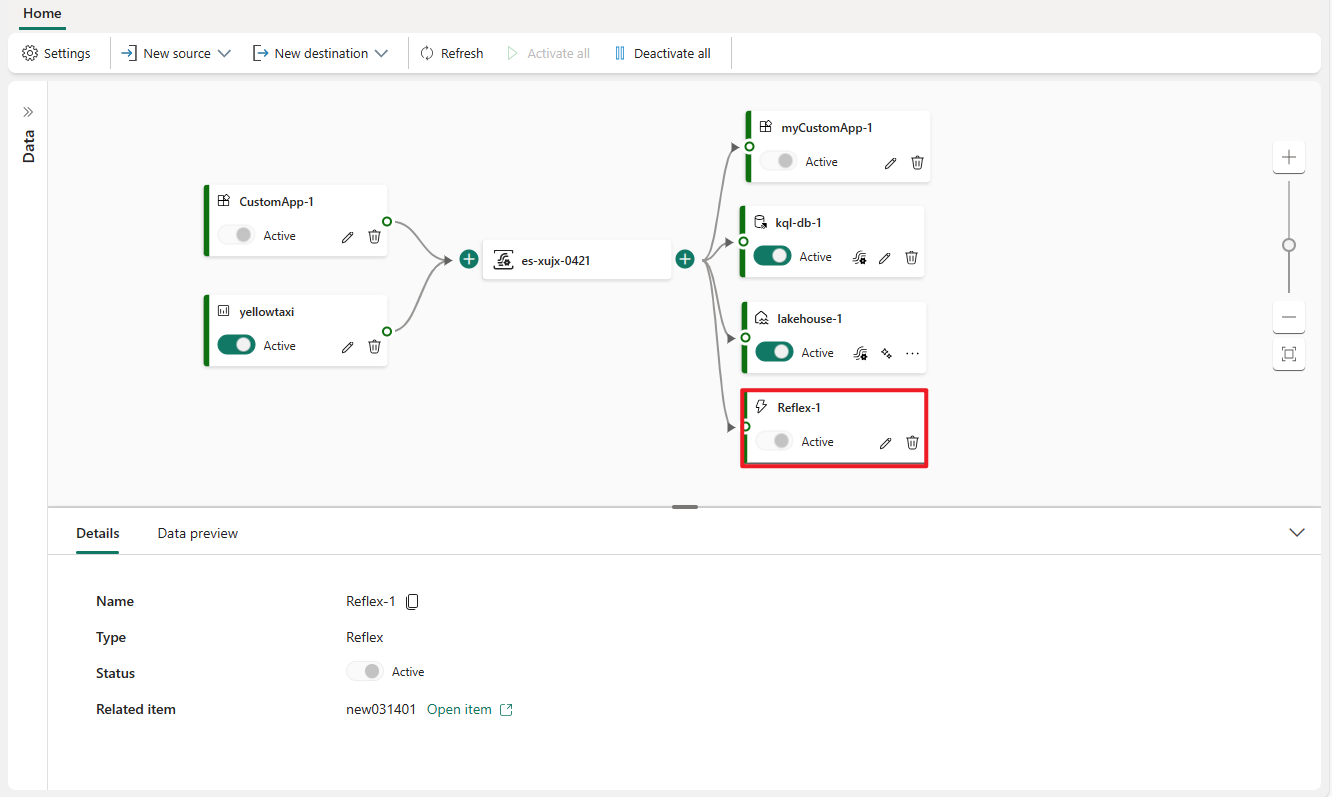 Home
Settings
New source
New destination
Refresh
Activate all
Deactivate all
Data
CustomApp-1
Active
yellowtaxi
Active
es-xujx-0421
myCustomApp-1
Active
kql-db-1
Active
lakehouse-1
Active
Reflex-1
Active
Details
Data preview
Name
Reflex-1
Type
Reflex
Status
Active
Related item
new031401 Open item